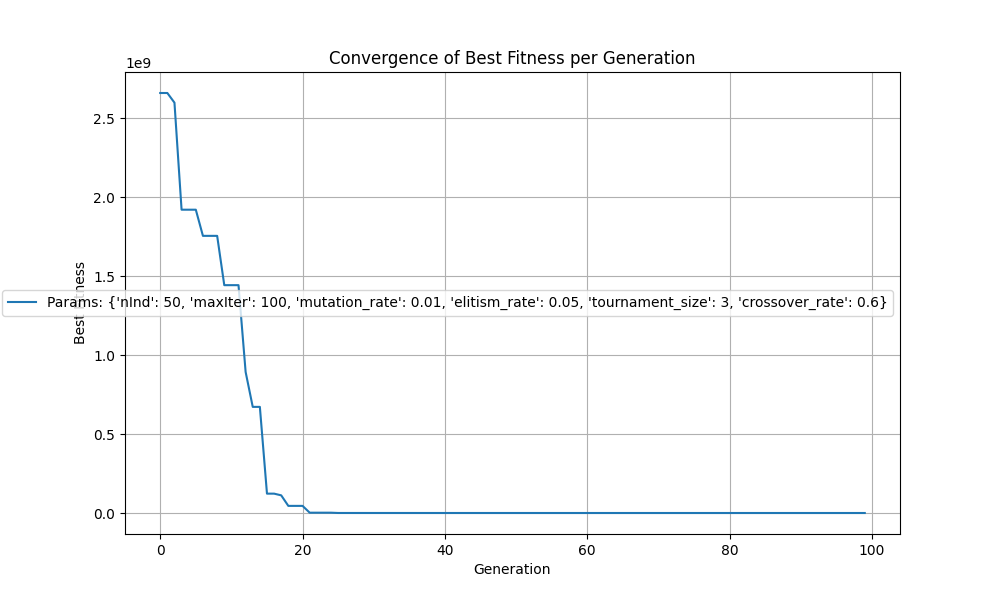 Convergence of Best Fitness per Generation
1e9
2.5
2.0
1.5
1.0
0.5
0.0
Best
ness
Params: {'nInd': 50, 'maxIter': 100, 'mutation_rate': 0.01, 'elitism_rate': 0.05, 'tournament_size': 3, 'crossover_rate': 0.6}
0 20 40 60 80 100
Generation